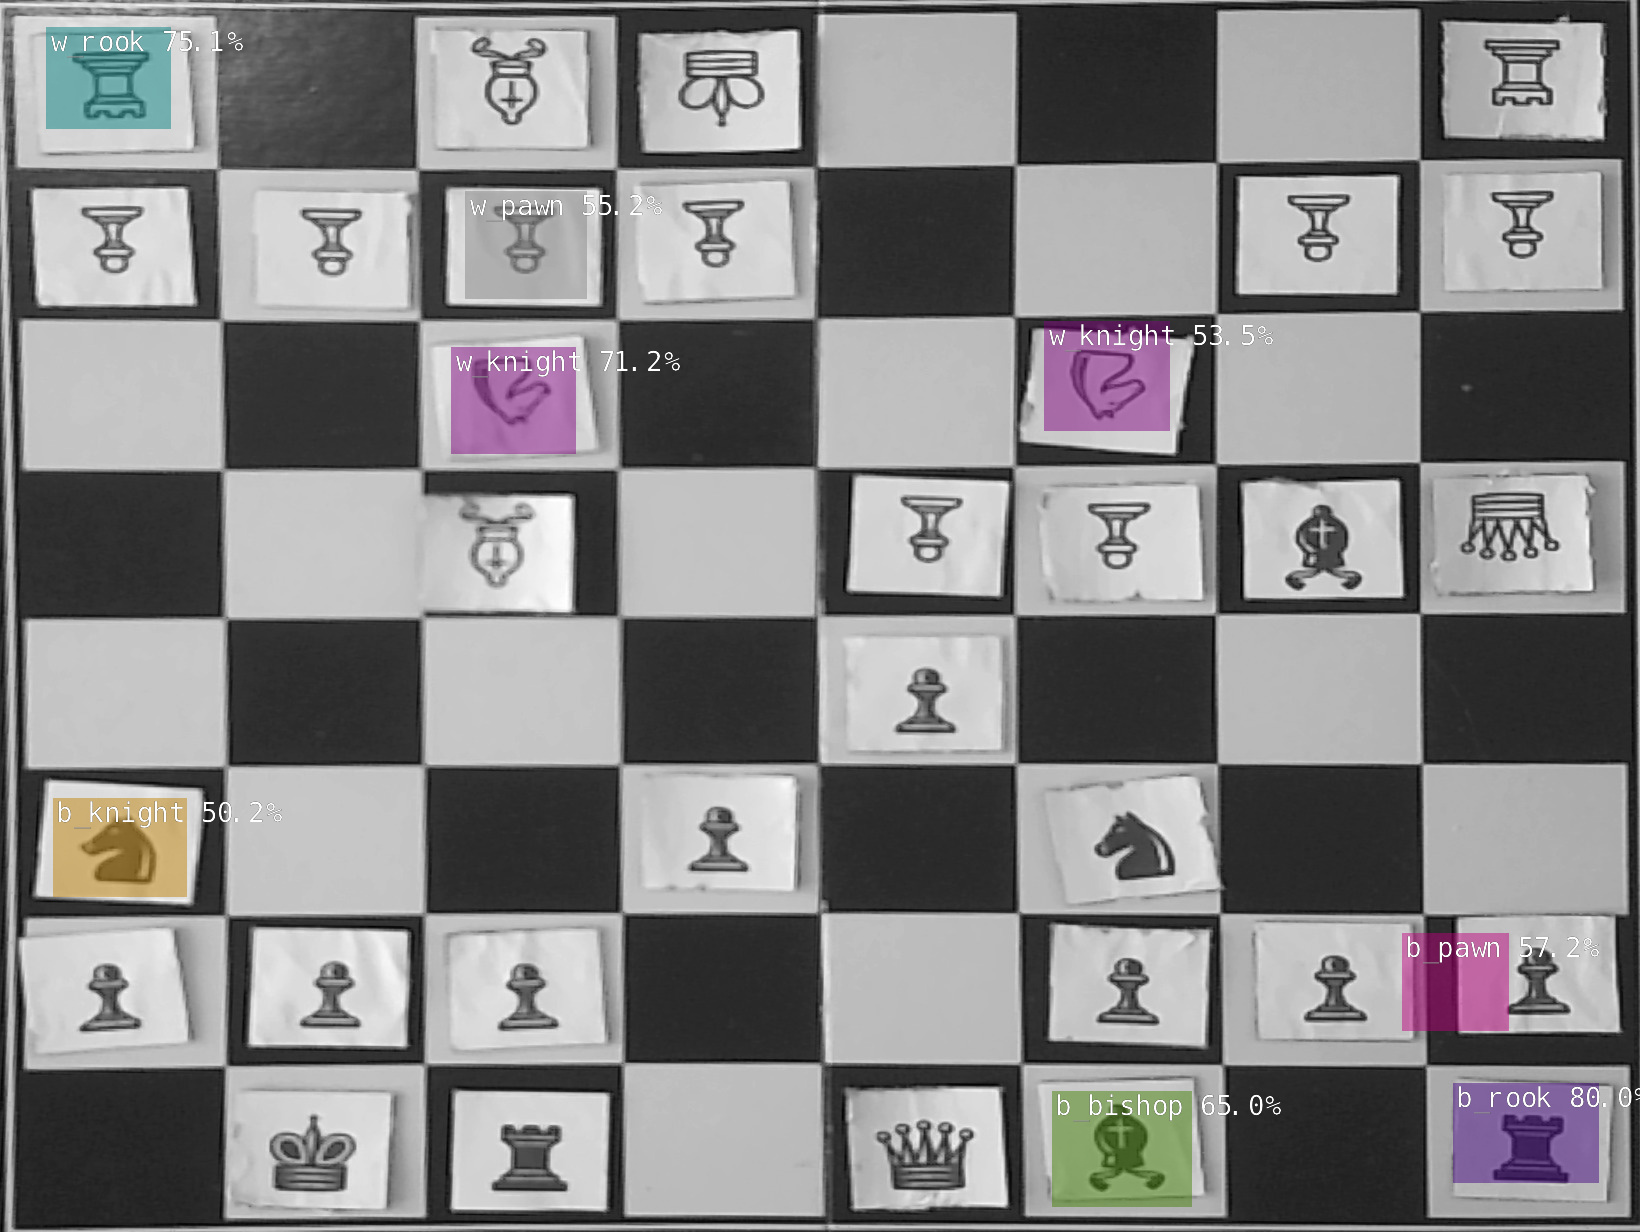 w_rook 75.1%
w_pawn 55.2%
w_knight 53.5%
w_knight 71.2%
b_knight 50.2%
b_pawn 57.2%
b_rook 80.0%
b_bishop 65.0%